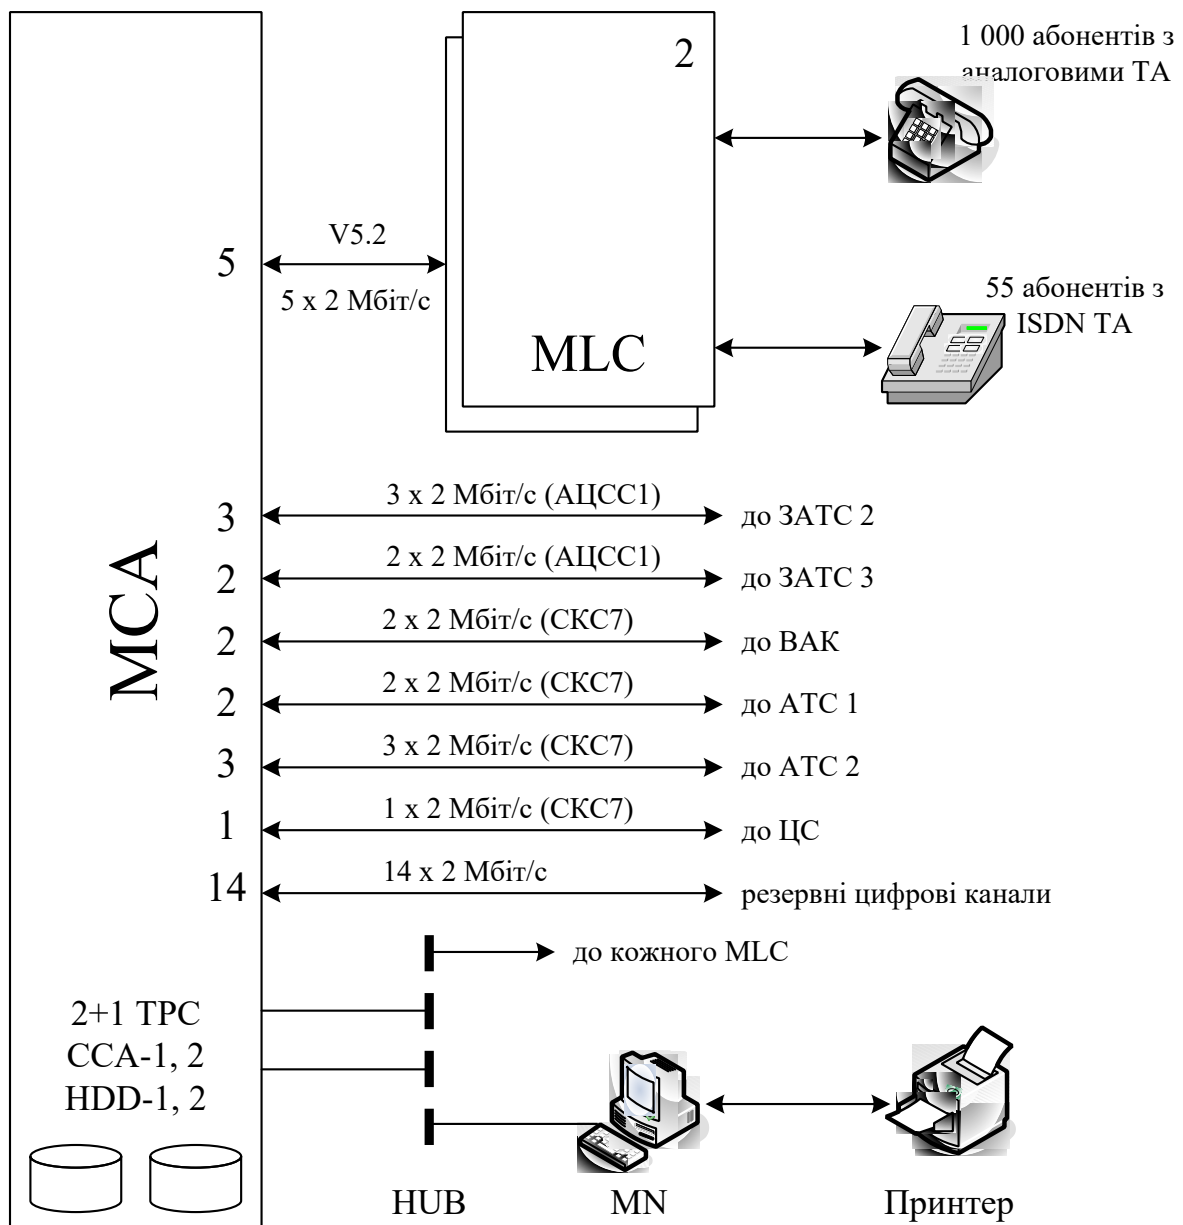 1 000 абонентів з
аналоговими ТА
2
V5.2
5
5 x 2 Мбіт/с
MLC
55 абонентів з
ISDN ТА
3 x 2 Мбіт/с (АЦСС1)
3
до ЗАТС 2
2 x 2 Мбіт/с (АЦСС1)
2
до ЗАТС 3
2 x 2 Мбіт/с (СКС7)
2
до ВАК
2 x 2 Мбіт/с (СКС7)
2
до АТС 1
3 x 2 Мбіт/с (СКС7)
3
до АТС 2
1 x 2 Мбіт/с (СКС7)
1
до ЦС
14 x 2 Мбіт/с
14
резервні цифрові канали
MCA
до кожного MLC
2+1 TPC
CCA-1, 2
HDD-1, 2
HUB
MN
Принтер